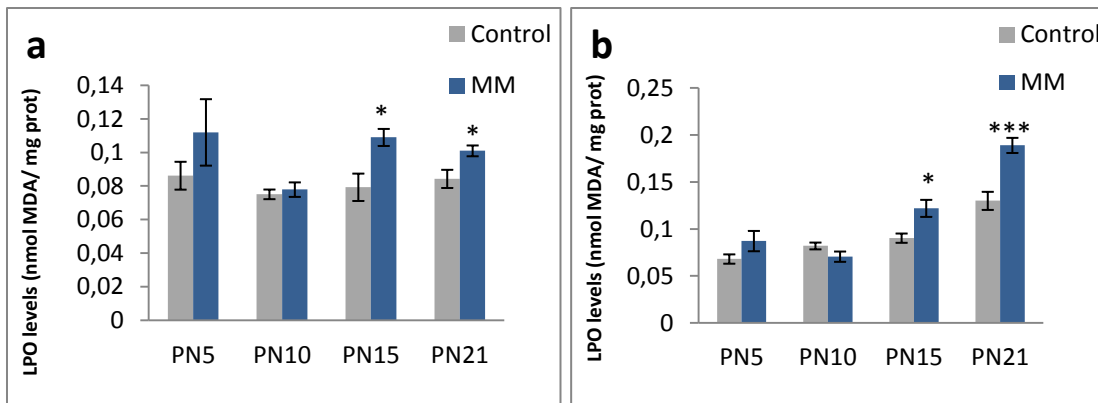 a
Control
MM
LPO levels (nmol MDA/ mg prot)
0,14
0,12
0,1
0,08
0,06
0,04
0,02
0
*
*
PN5 PN10 PN15 PN21
b
Control
MM
LPO levels (nmol MDA/ mg prot)
0,25
0,2
0,15
0,1
0,05
0
*
***
PN5 PN10 PN15 PN21